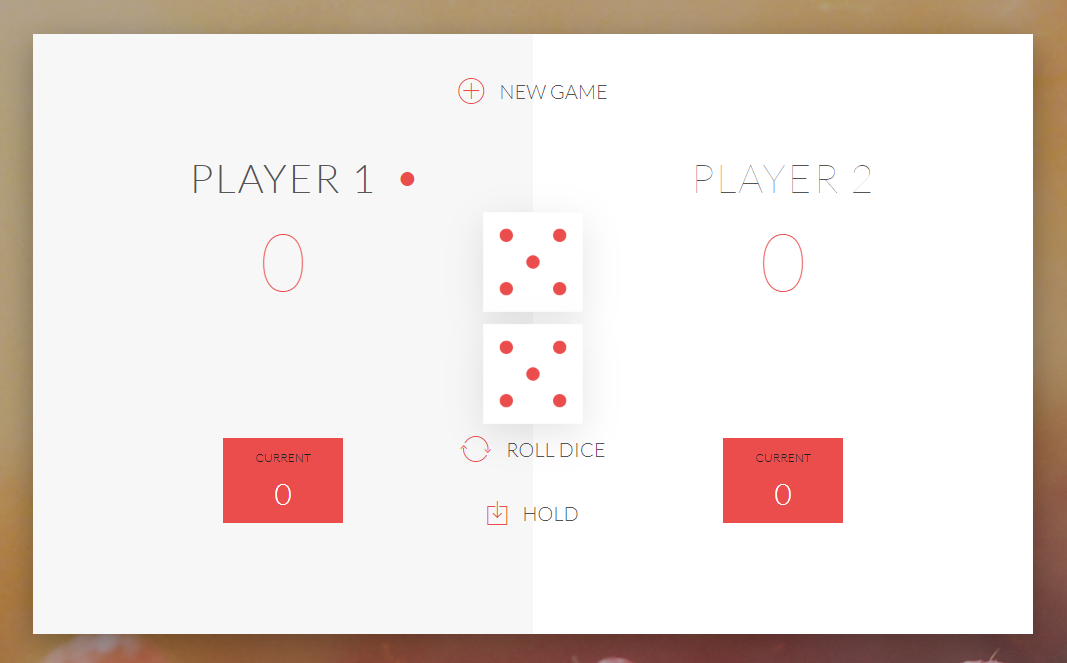 NEW GAME
PLAYER 1
PLAYER 2
0
0
CURRENT
0
ROLL DICE
HOLD
CURRENT
0